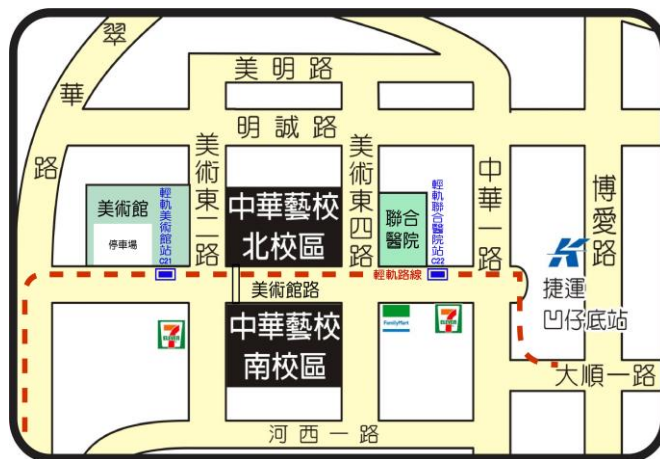 翠華路
美明路
明誠路
美術東二路
美術東四路
中華一路
博愛路
美術館
停車場
輕軌美術館站
C21
中華藝校
北校區
聯合
醫院
輕軌聯合醫院站
C22
輕軌路線
美術館路
捷運
凹仔底站
7
ELEVEN
中華藝校
南校區
FamilyMart
7
ELEVEN
大順一路
河西一路